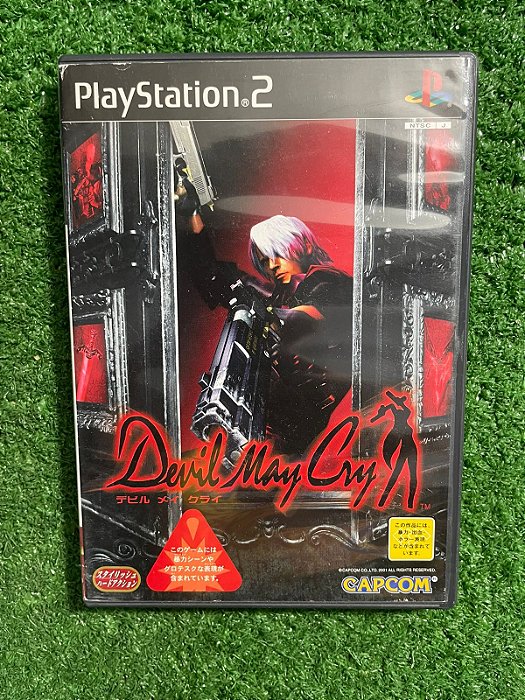 PlayStation®2
NTSC J
Devil May Cry™
デビル メイ クライ
このゲームには
暴力シーンや
グロテスクな表現が
含まれています。
この作品には、
暴力・出血・
ホラー表現
などが含まれて
います。
スタイリッシュ
ハードアクション
©CAPCOM CO., LTD. 2001 ALL RIGHTS RESERVED.
CAPCOM®